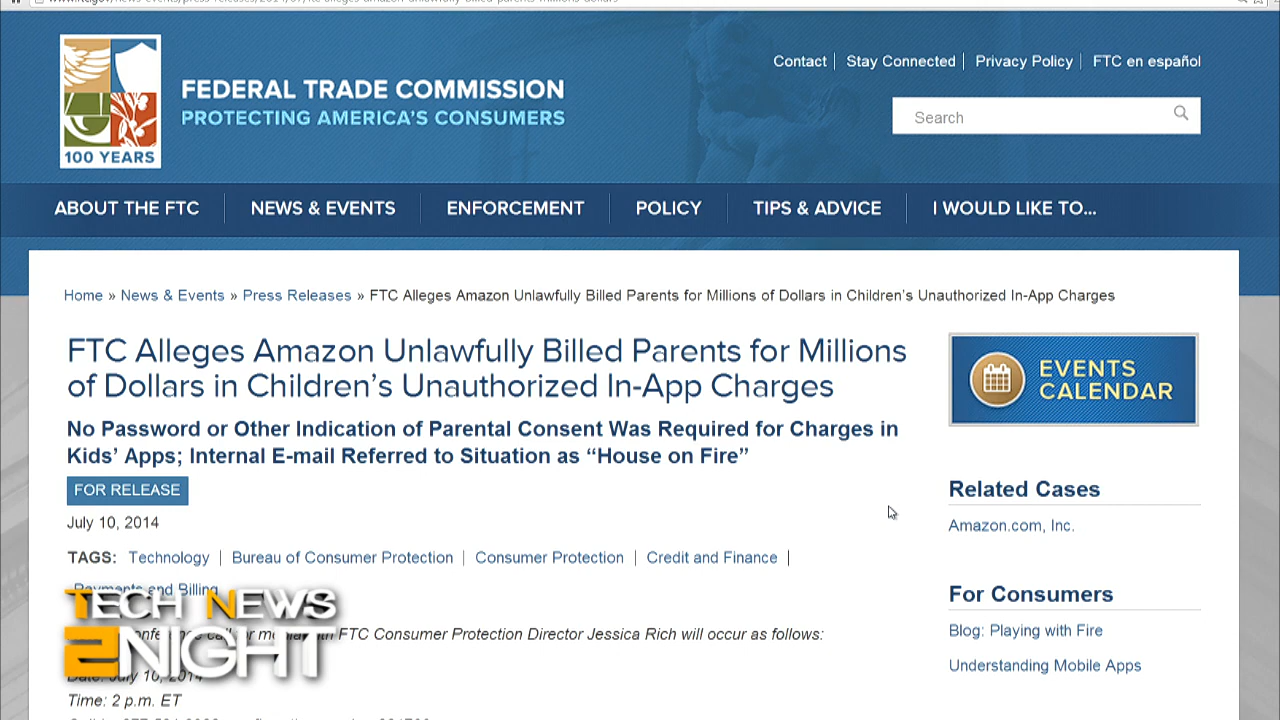 FEDERAL TRADE COMMISSION
PROTECTING AMERICA'S CONSUMERS
100 YEARS
Contact | Stay Connected | Privacy Policy | FTC en español
Search
ABOUT THE FTC
NEWS & EVENTS
ENFORCEMENT
POLICY
TIPS & ADVICE
I WOULD LIKE TO...
Home » News & Events » Press Releases » FTC Alleges Amazon Unlawfully Billed Parents for Millions of Dollars in Children's Unauthorized In-App Charges
FTC Alleges Amazon Unlawfully Billed Parents for Millions
of Dollars in Children's Unauthorized In-App Charges
No Password or Other Indication of Parental Consent Was Required for Charges in
Kids' Apps; Internal E-mail Referred to Situation as “House on Fire”
FOR RELEASE
July 10, 2014
TAGS: Technology | Bureau of Consumer Protection | Consumer Protection | Credit and Finance |
Payments and Billing
TECH NEWS
2NIGHT
FTC Consumer Protection Director Jessica Rich will occur as follows:
Date: July 10, 2014
Time: 2 p.m. ET
EVENTS
CALENDAR
Related Cases
Amazon.com, Inc.
For Consumers
Blog: Playing with Fire
Understanding Mobile Apps